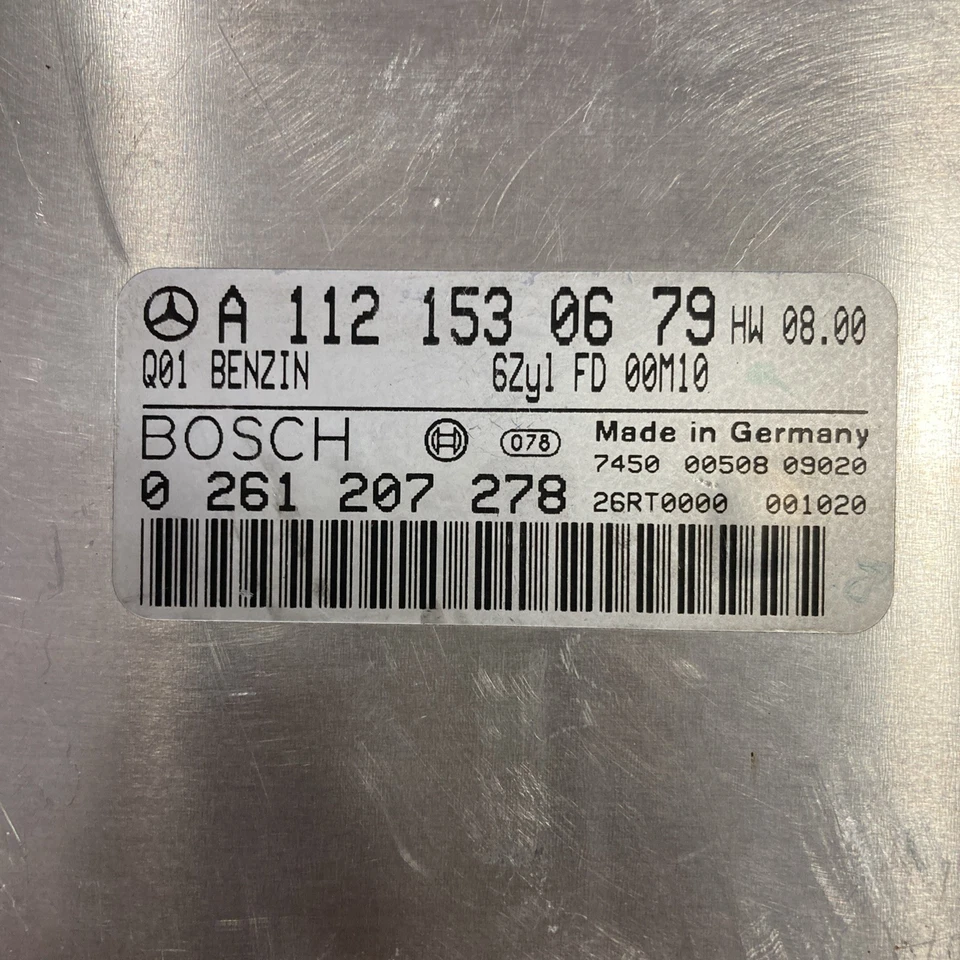 A 112 153 06 79 HW 08.00
Q01 BENZIN 6Zyl FD 00M10
BOSCH 078 Made in Germany
7450 00508 09020
0 261 207 278 26RT0000 001020